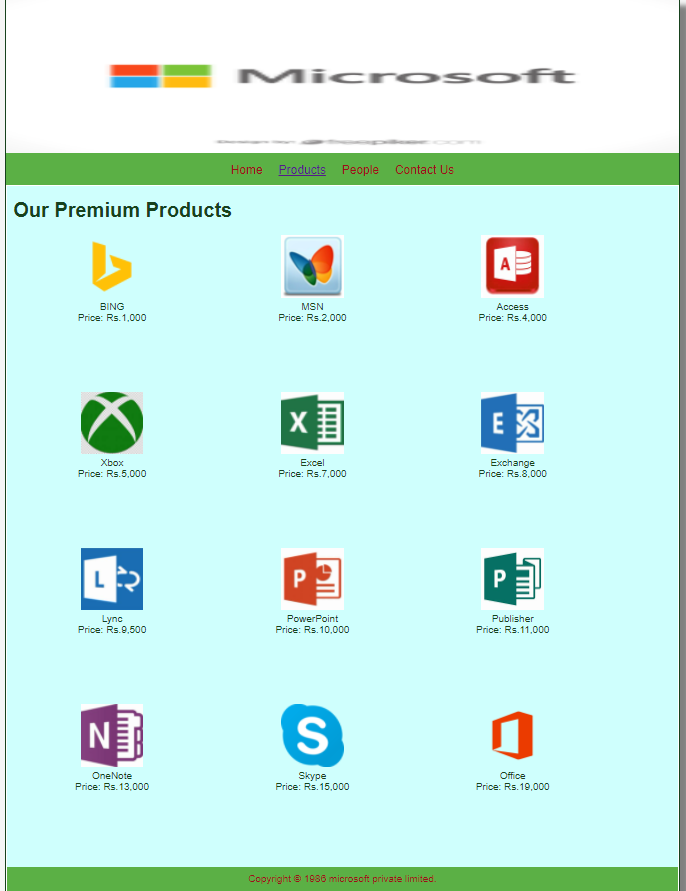 Microsoft
Home Products People Contact Us
Our Premium Products
BING MSN Access
Price: Rs.1,000 Price: Rs.2,000 Price: Rs.4,000
Xbox Excel Exchange
Price: Rs.5,000 Price: Rs.7,000 Price: Rs.8,000
Lync PowerPoint Publisher
Price: Rs.9,500 Price: Rs.10,000 Price: Rs.11,000
OneNote Skype Office
Price: Rs.13,000 Price: Rs.15,000 Price: Rs.19,000
Copyright © 1986 microsoft private limited.